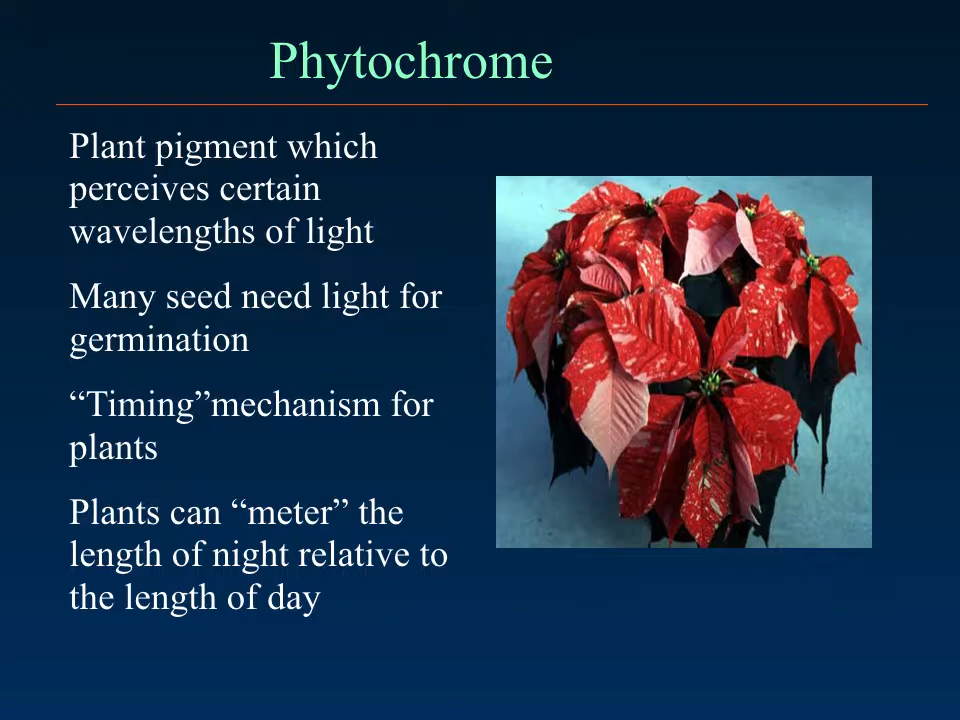 Phytochrome
Plant pigment which
perceives certain
wavelengths of light
Many seed need light for
germination
“Timing”mechanism for
plants
Plants can “meter” the
length of night relative to
the length of day